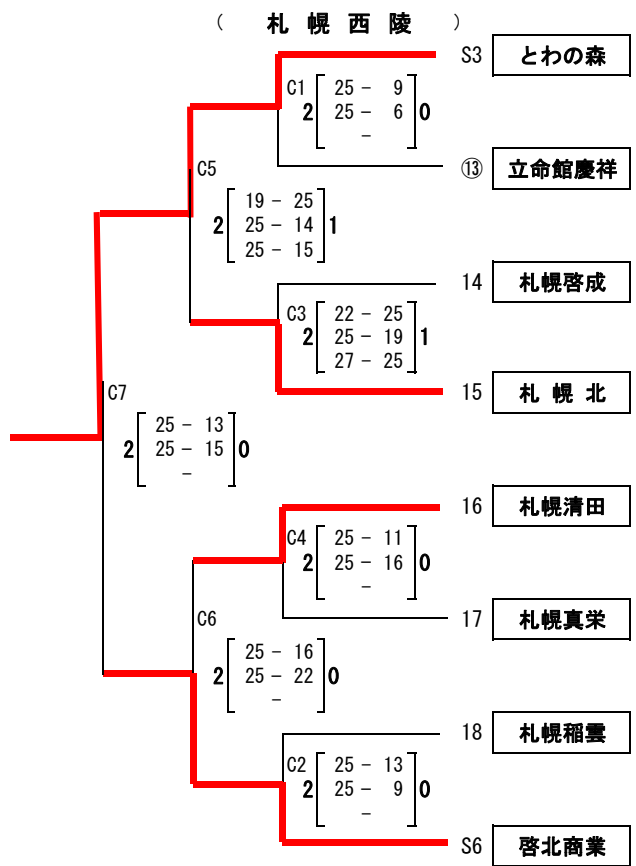 （ 札 幌 西 陵 ）
S3 とわの森
C1
2 [ 25 - 9 ] 0
25 - 6
-
⑬ 立命館慶祥
C5
2 [ 19 - 25 ] 1
25 - 14
25 - 15
14 札幌啓成
C3
2 [ 22 - 25 ] 1
25 - 19
27 - 25
15 札 幌 北
C7
2 [ 25 - 13 ] 0
25 - 15
-
16 札幌清田
C4
2 [ 25 - 11 ] 0
25 - 16
-
17 札幌真栄
C6
2 [ 25 - 16 ] 0
25 - 22
-
18 札幌稲雲
C2
2 [ 25 - 13 ] 0
25 - 9
-
S6 啓北商業